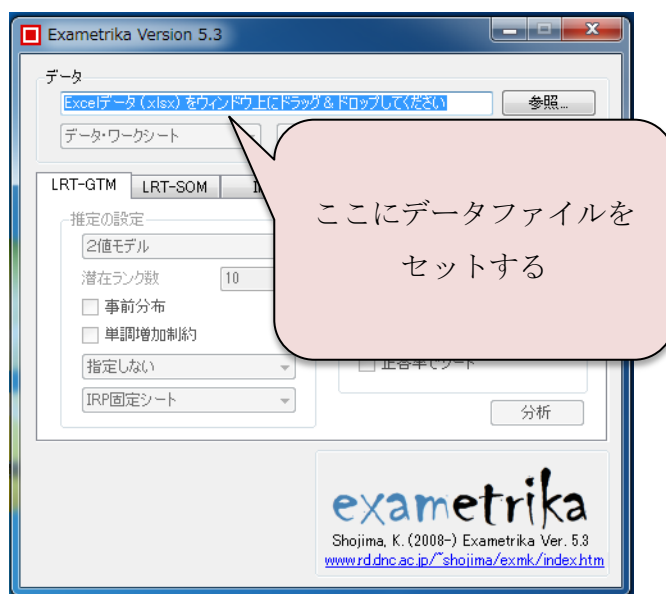 Exametrika Version 5.3
データ
Excelデータ (xlsx) をウィンドウ上にドラッグ & ドロップしてください
参照...
データ・ワークシート
LRT-GTM
LRT-SOM
ここにデータファイルを
セットする
推定の設定
2値モデル
潜在ランク数
10
事前分布
単調増加制約
指定しない
IRP固定シート
正答率でソート
分析
exametrika
Shojima, K. (2008-) Exametrika Ver. 5.3
www.rd.dnc.ac.jp/~shojima/exmk/index.htm